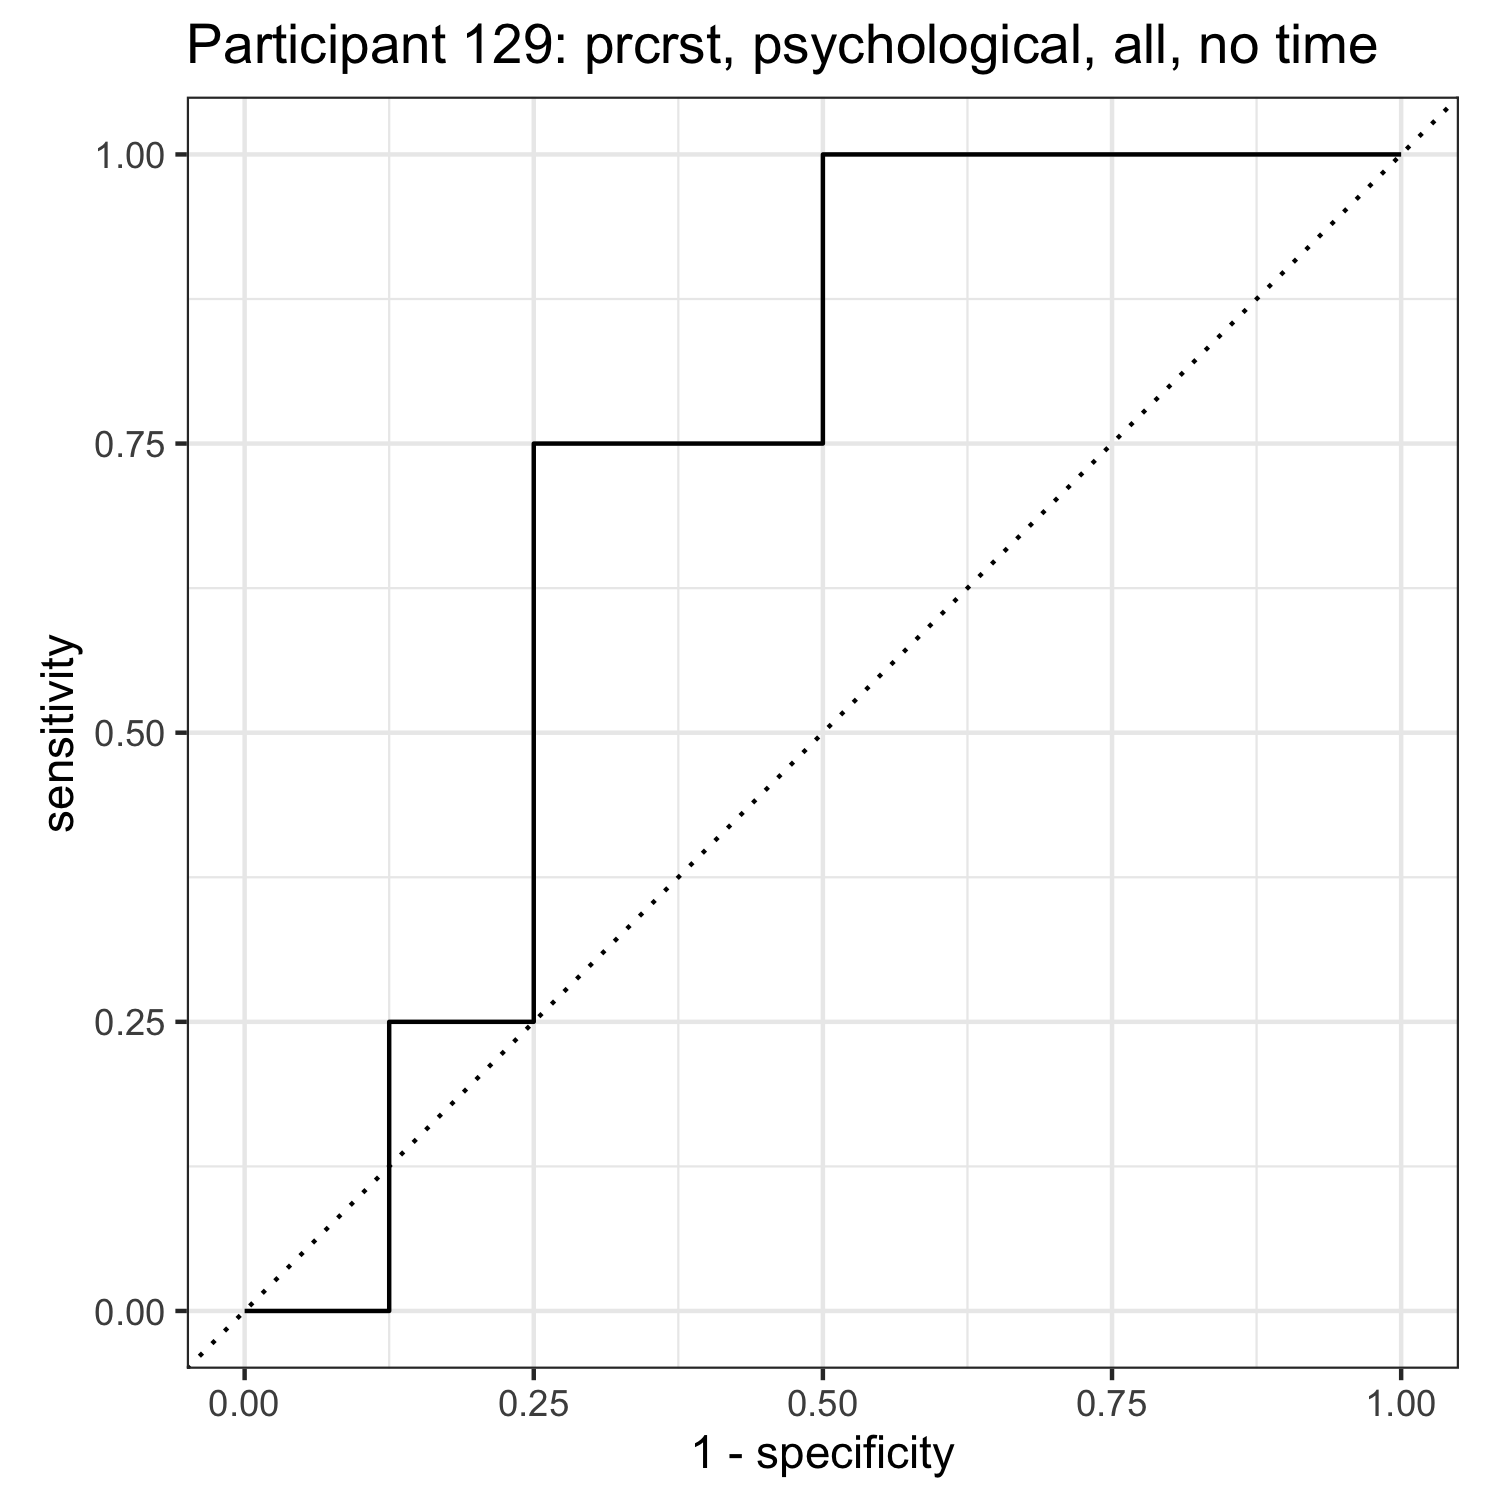 Participant 129: prcrst, psychological, all, no time
1.00
0.75
0.50
0.25
0.00
sensitivity
0.00 0.25 0.50 0.75 1.00
1 - specificity